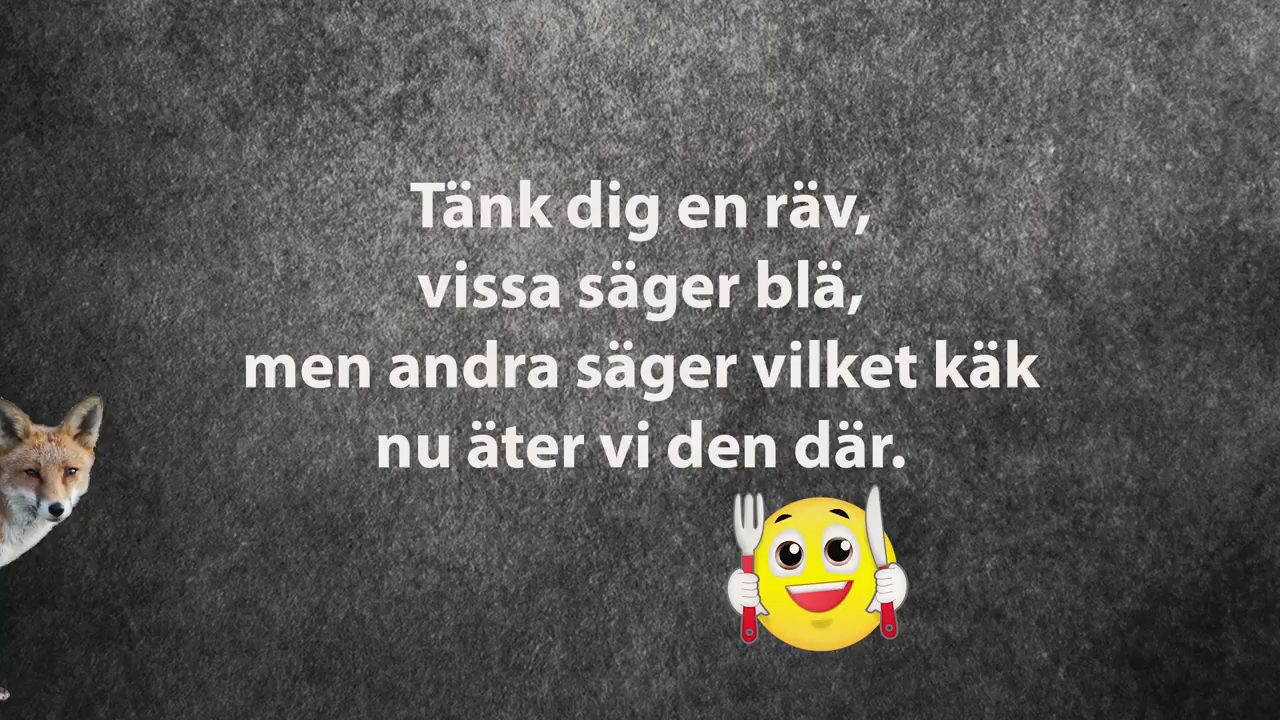 Tänk dig en räv,
vissa säger blä,
men andra säger vilket käk
nu äter vi den där.